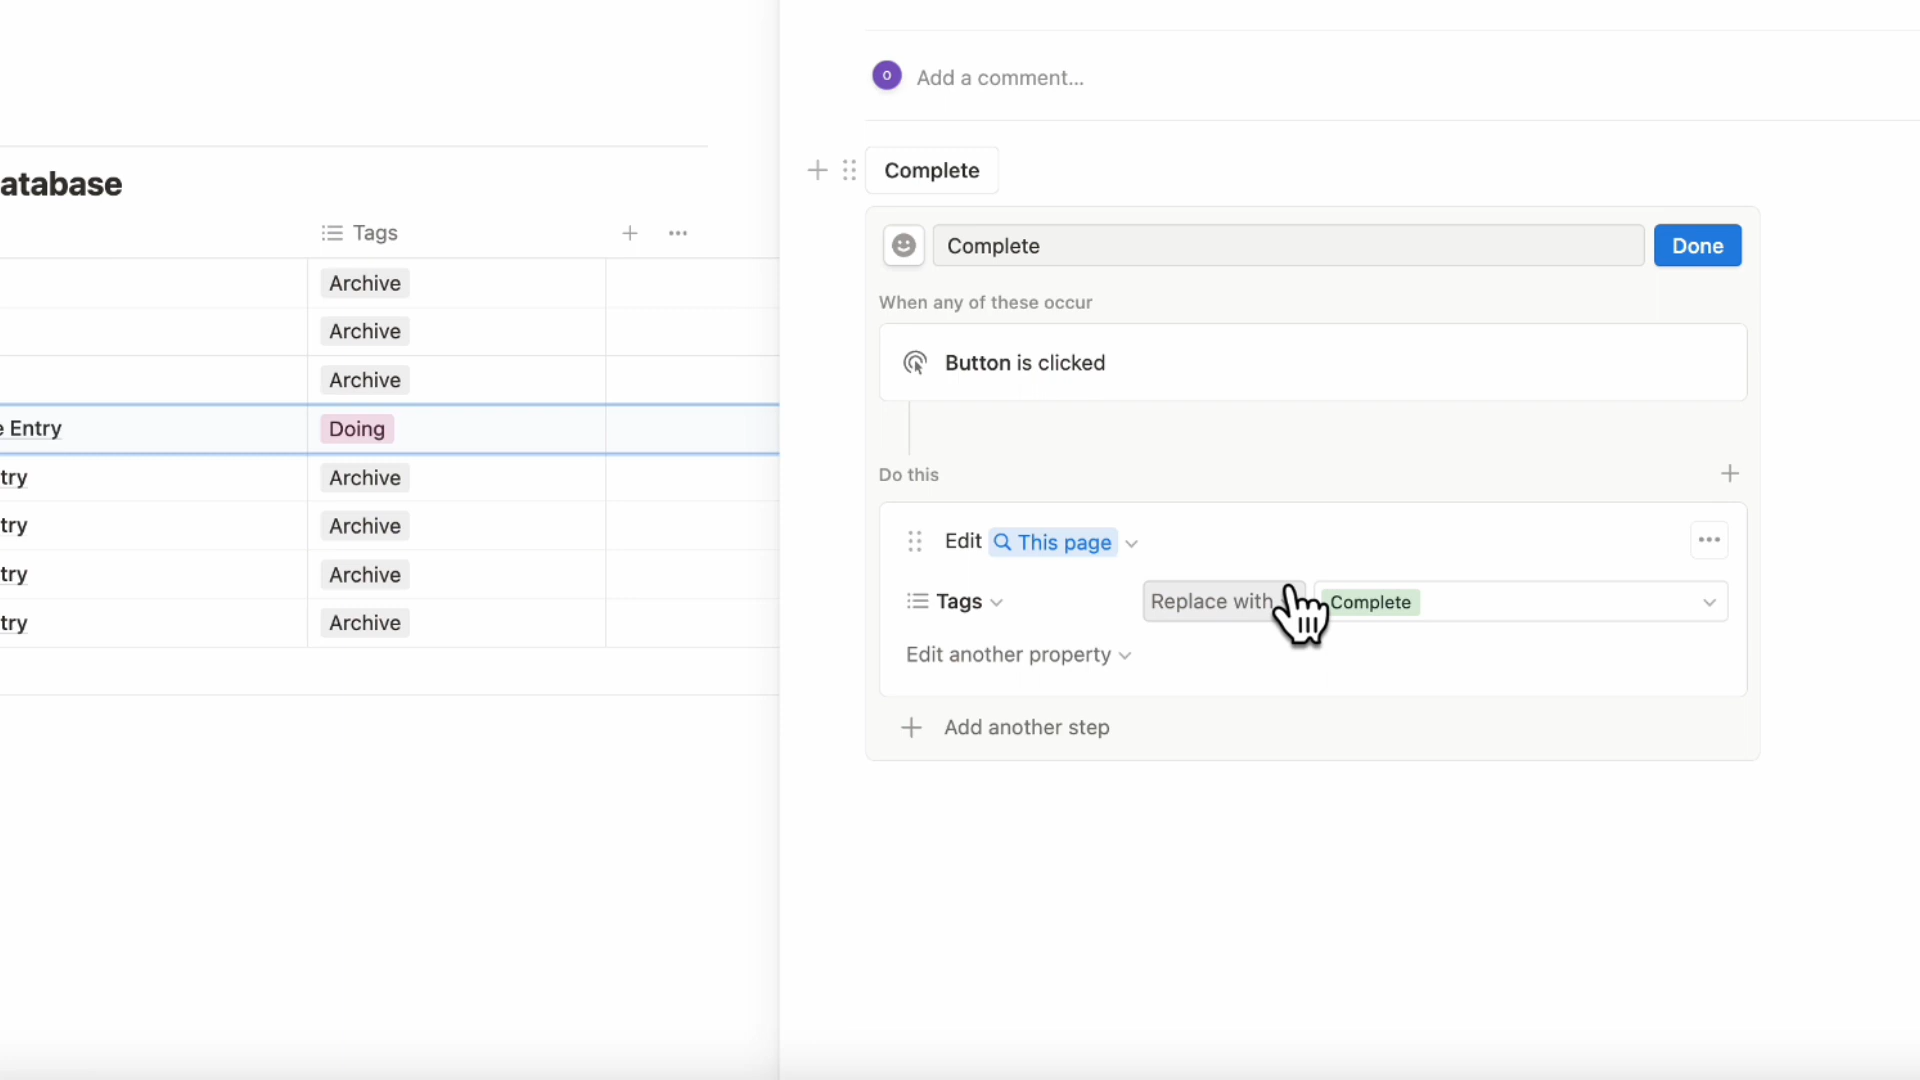 atabase
Tags
Archive
Archive
Archive
e Entry
Doing
try
Archive
try
Archive
try
Archive
try
Archive
O
Add a comment...
Complete
Complete
Done
When any of these occur
Button is clicked
Do this
Edit This page
Tags
Replace with
Complete
Edit another property
Add another step